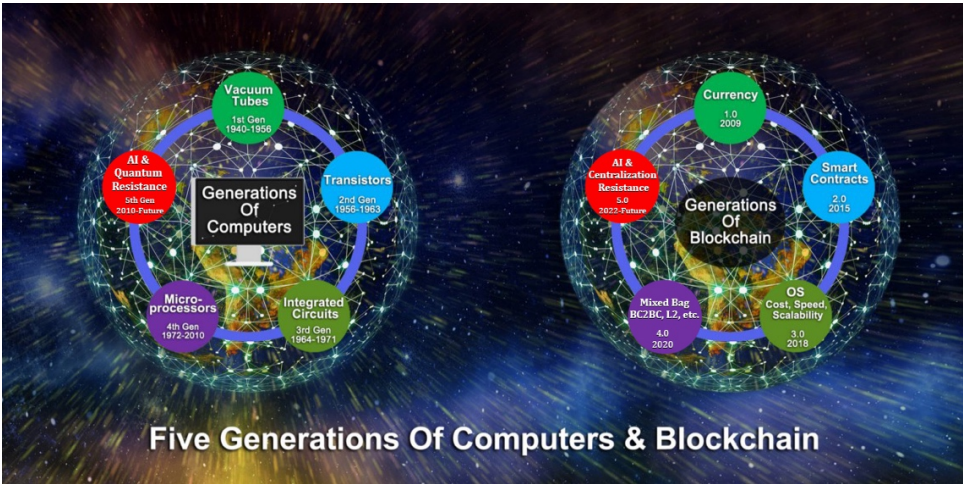 Vacuum
Tubes
1st Gen
1940-1956
Transistors
2nd Gen
1956-1963
Integrated
Circuits
3rd Gen
1964-1971
Micro-
processors
4th Gen
1972-2010
AI &
Quantum
Resistance
5th Gen
2010-Future
Generations
Of
Computers
Currency
1.0
2009
Smart
Contracts
2.0
2015
OS
Cost, Speed,
Scalability
3.0
2018
Mixed Bag
BC2BC, L2, etc.
4.0
2020
AI &
Centralization
Resistance
5.0
2022-Future
Generations
Of
Blockchain
Five Generations Of Computers & Blockchain